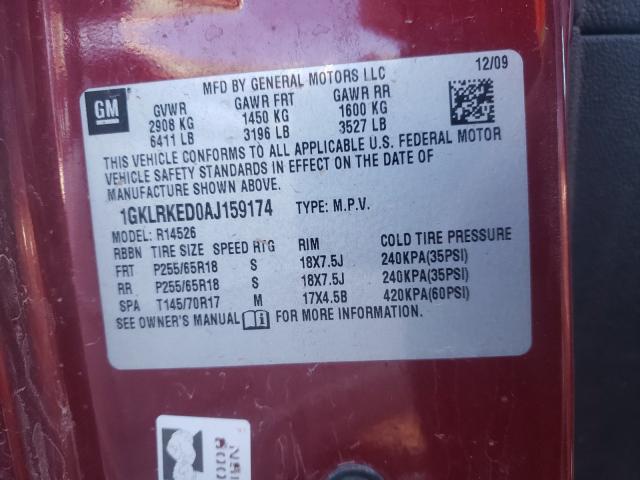 MFD BY GENERAL MOTORS LLC 12/09
GM
GVWR GAWR FRT GAWR RR
2908 KG 1450 KG 1600 KG
6411 LB 3196 LB 3527 LB
THIS VEHICLE CONFORMS TO ALL APPLICABLE U.S. FEDERAL MOTOR
VEHICLE SAFETY STANDARDS IN EFFECT ON THE DATE OF
MANUFACTURE SHOWN ABOVE.
1GKLRKED0AJ159174 TYPE: M.P.V.
MODEL: R14526
RBBN TIRE SIZE SPEED RTG RIM COLD TIRE PRESSURE
FRT P255/65R18 S 18X7.5J 240KPA(35PSI)
RR P255/65R18 S 18X7.5J 240KPA(35PSI)
SPA T145/70R17 M 17X4.5B 420KPA(60PSI)
SEE OWNER'S MANUAL FOR MORE INFORMATION.